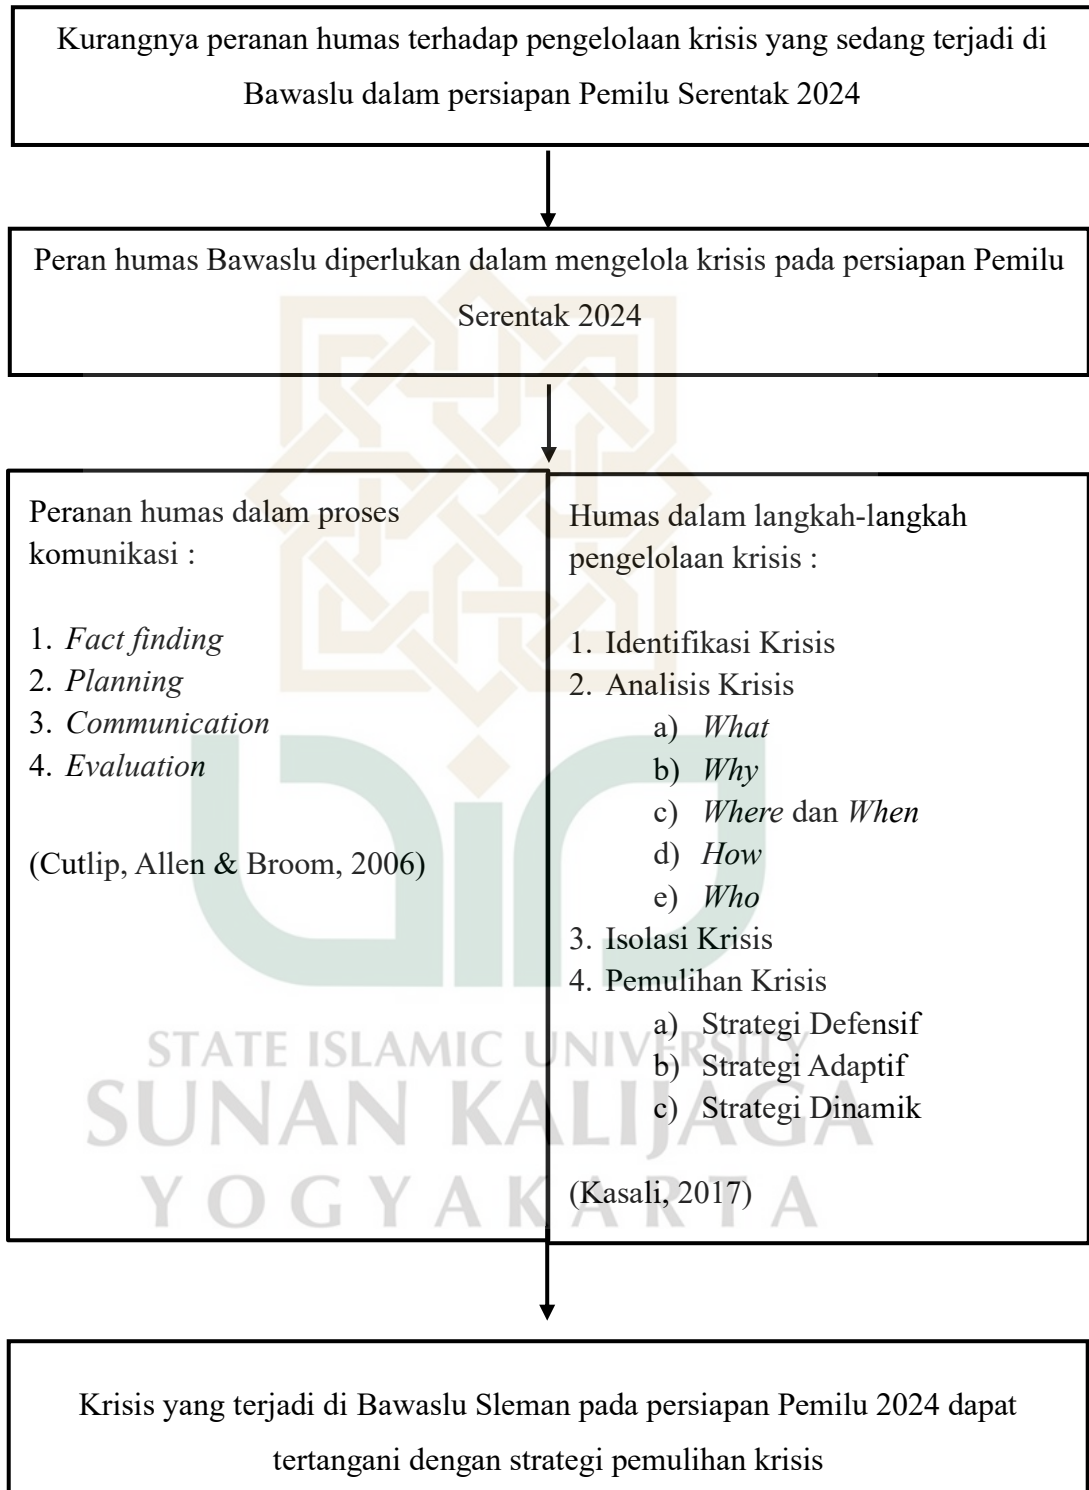 Kurangnya peranan humas terhadap pengelolaan krisis yang sedang terjadi di
Bawaslu dalam persiapan Pemilu Serentak 2024
Peran humas Bawaslu diperlukan dalam mengelola krisis pada persiapan Pemilu
Serentak 2024
Peranan humas dalam proses
komunikasi :
1. Fact finding
2. Planning
3. Communication
4. Evaluation
(Cutlip, Allen & Broom, 2006)
Humas dalam langkah-langkah
pengelolaan krisis :
1. Identifikasi Krisis
2. Analisis Krisis
a) What
b) Why
c) Where dan When
d) How
e) Who
3. Isolasi Krisis
4. Pemulihan Krisis
a) Strategi Defensif
b) Strategi Adaptif
c) Strategi Dinamik
(Kasali, 2017)
STATE ISLAMIC UNIVERSITY
SUNAN KALIJAGA
YOGYAKARTA
Krisis yang terjadi di Bawaslu Sleman pada persiapan Pemilu 2024 dapat
tertangani dengan strategi pemulihan krisis